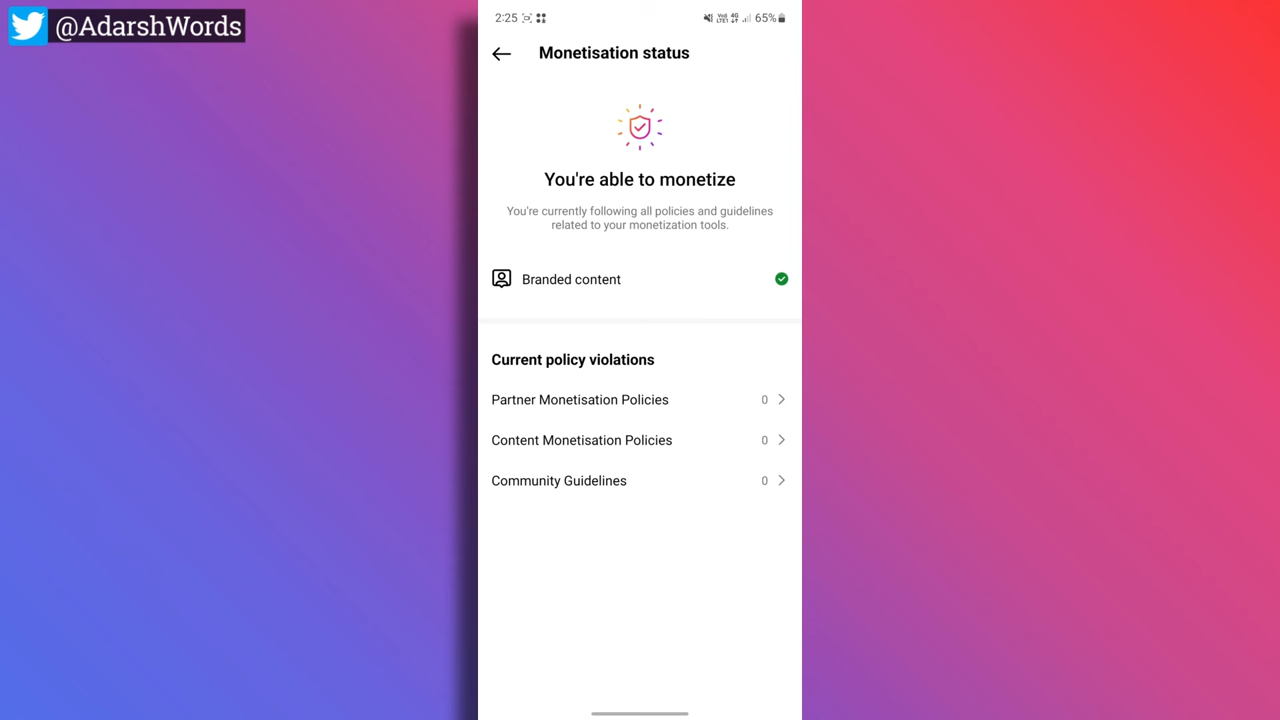 @AdarshWords
2:25
VoLTE1 4G 65%
Monetisation status
You're able to monetize
You're currently following all policies and guidelines
related to your monetization tools.
Branded content
Current policy violations
Partner Monetisation Policies 0
Content Monetisation Policies 0
Community Guidelines 0